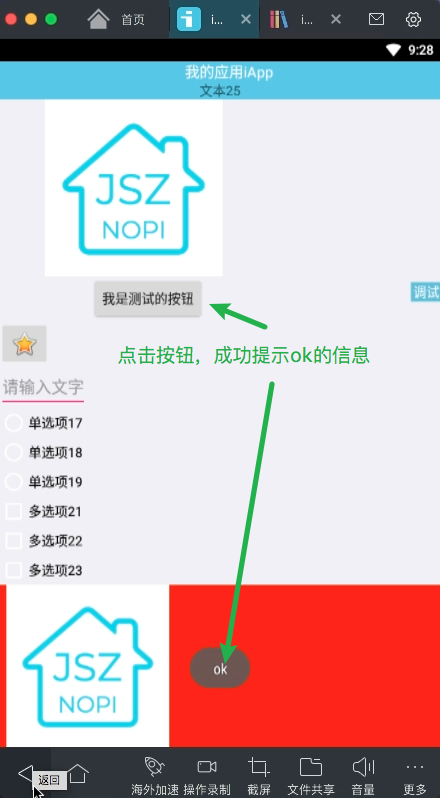 首页
i...
i...
9:28
我的应用iApp
文本25
JSZ
NOPI
我是测试的按钮
调试
点击按钮，成功提示ok的信息
请输入文字
单选项17
单选项18
单选项19
多选项21
多选项22
多选项23
JSZ
NOPI
ok
返回
海外加速 操作录制 截屏 文件共享 音量 更多